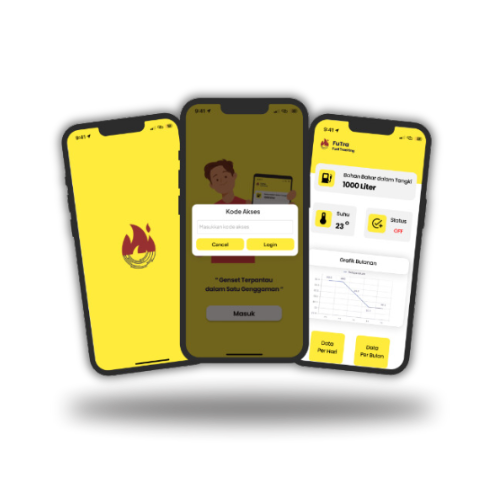 9:41
9:41
Kode Akses
Masukkan kode akses
Cancel
Login
" Genset Terpantau
dalam Satu Genggaman "
Masuk
9:41
FuTra
Fuel Tracking
Bahan Bakar dalam Tangki
1000 Liter
Suhu
23°
Status
OFF
Grafik Bulanan
Data
Per Hari
Data
Per Bulan